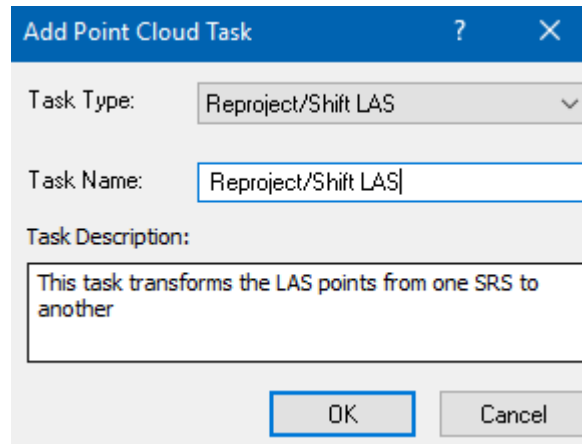 Add Point Cloud Task ? ×
Task Type: Reproject/Shift LAS
Task Name: Reproject/Shift LAS
Task Description:
This task transforms the LAS points from one SRS to
another
OK Cancel